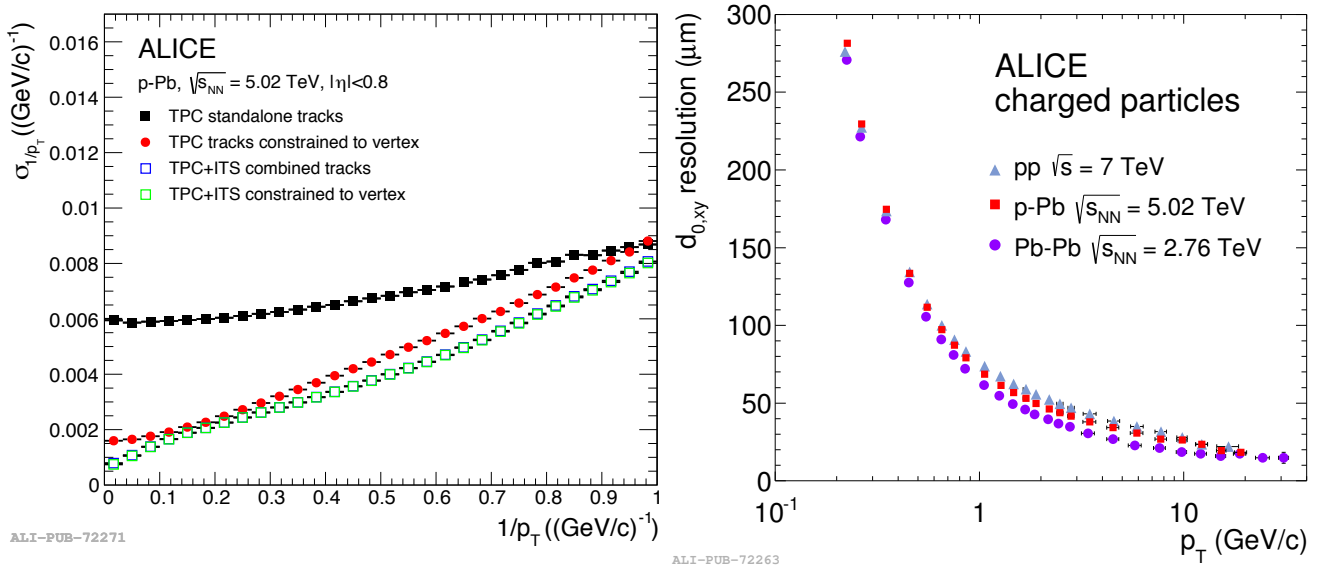 ALICE
p-Pb, √sNN = 5.02 TeV, |η|<0.8
TPC standalone tracks
TPC tracks constrained to vertex
TPC+ITS combined tracks
TPC+ITS constrained to vertex
σ1/pT ((GeV/c)-1)
0.016
0.014
0.012
0.01
0.008
0.006
0.004
0.002
0
0 0.1 0.2 0.3 0.4 0.5 0.6 0.7 0.8 0.9 1
1/pT ((GeV/c)-1)
ALI-PUB-72271
d0,xy resolution (μm)
300
250
200
150
100
50
0
ALICE
charged particles
pp √s = 7 TeV
p-Pb √sNN = 5.02 TeV
Pb-Pb √sNN = 2.76 TeV
10-1 1 10
pT (GeV/c)
ALI-PUB-72263